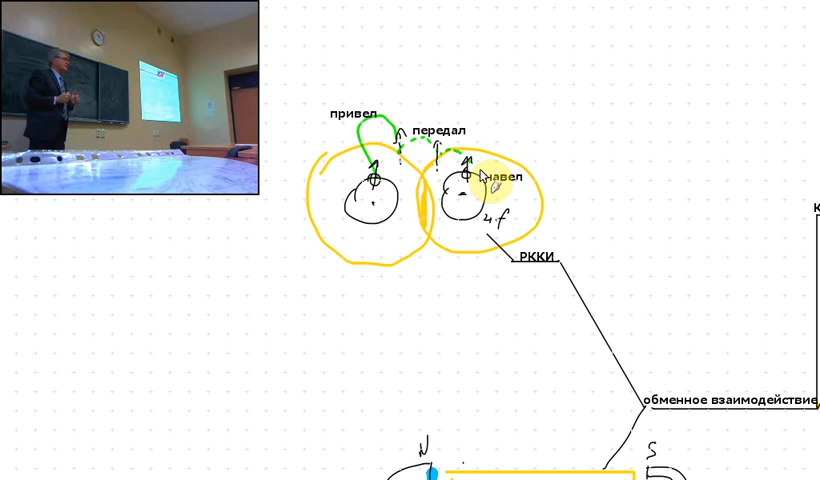 привел
передал
навел
4f
РККИ
К
обменное взаимодействие
N
S